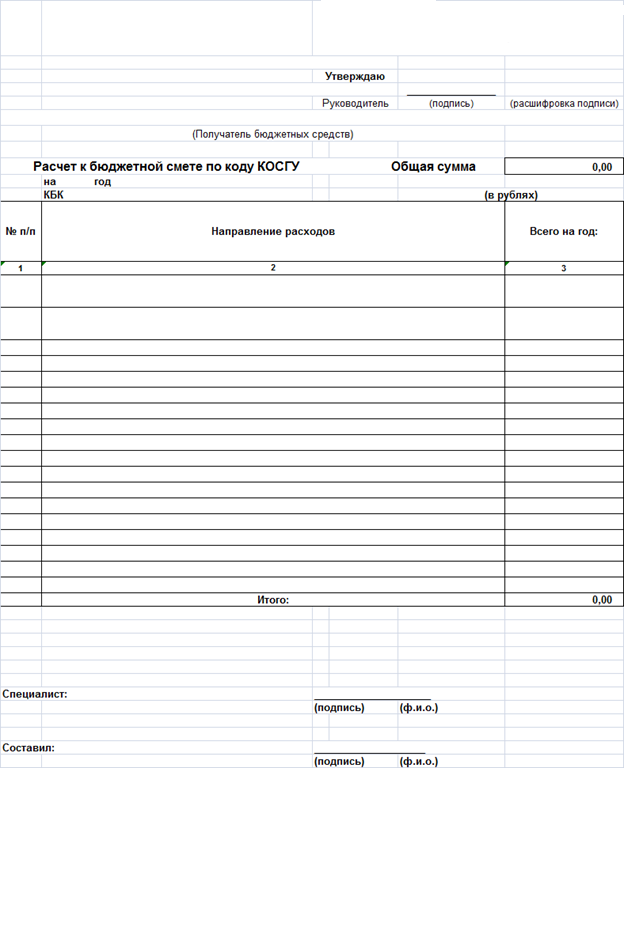 Утверждаю
Руководитель (подпись) (расшифровка подписи)
(Получатель бюджетных средств)
Расчет к бюджетной смете по коду КОСГУ Общая сумма 0,00
на год
КБК (в рублях)
№ п/п Направление расходов Всего на год:
1 2 3
Итого: 0,00
Специалист:
(подпись) (ф.и.о.)
Составил:
(подпись) (ф.и.о.)